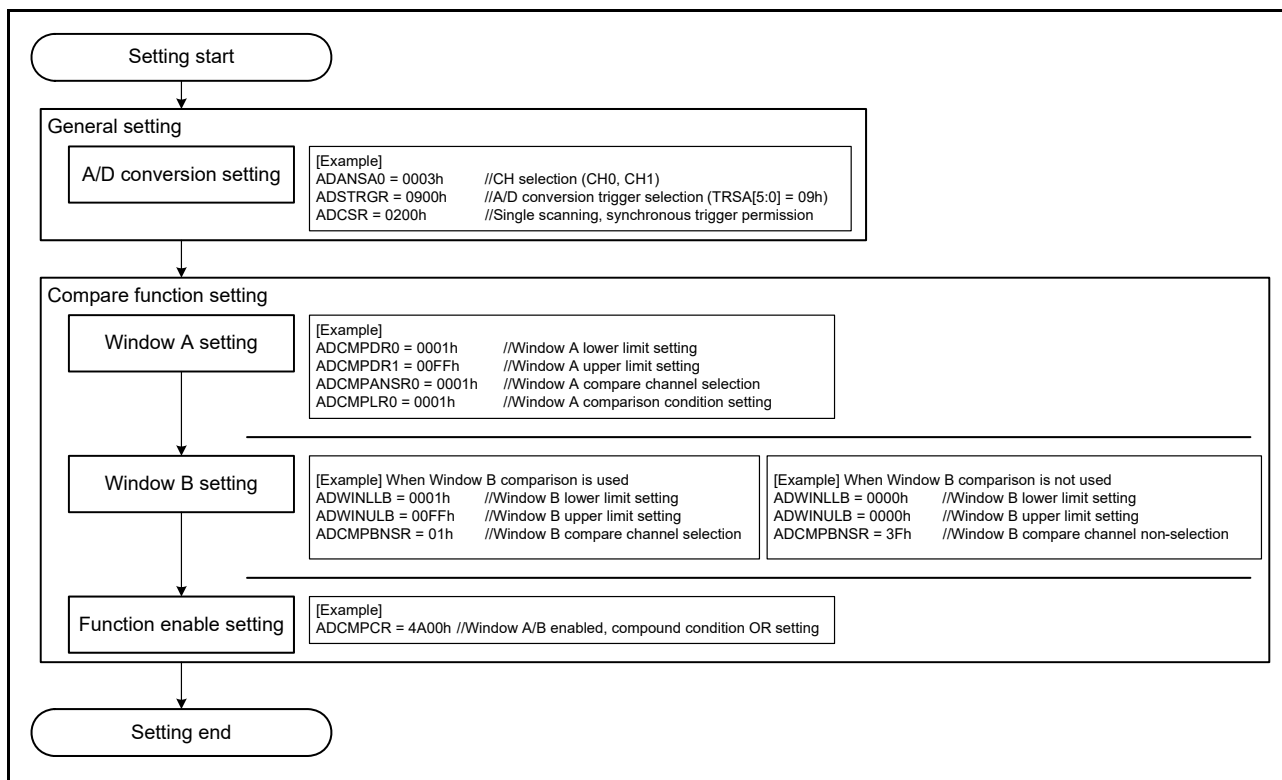 Setting start
General setting
A/D conversion setting
[Example]
ADANSA0 = 0003h //CH selection (CH0, CH1)
ADSTRGR = 0900h //A/D conversion trigger selection (TRSA[5:0] = 09h)
ADCSR = 0200h //Single scanning, synchronous trigger permission
Compare function setting
Window A setting
[Example]
ADCMPDR0 = 0001h //Window A lower limit setting
ADCMPDR1 = 00FFh //Window A upper limit setting
ADCMPANSR0 = 0001h //Window A compare channel selection
ADCMPLR0 = 0001h //Window A comparison condition setting
Window B setting
[Example] When Window B comparison is used
ADWINLLB = 0001h //Window B lower limit setting
ADWINULB = 00FFh //Window B upper limit setting
ADCMPBNSR = 01h //Window B compare channel selection
[Example] When Window B comparison is not used
ADWINLLB = 0000h //Window B lower limit setting
ADWINULB = 0000h //Window B upper limit setting
ADCMPBNSR = 3Fh //Window B compare channel non-selection
Function enable setting
[Example]
ADCMPCR = 4A00h //Window A/B enabled, compound condition OR setting
Setting end